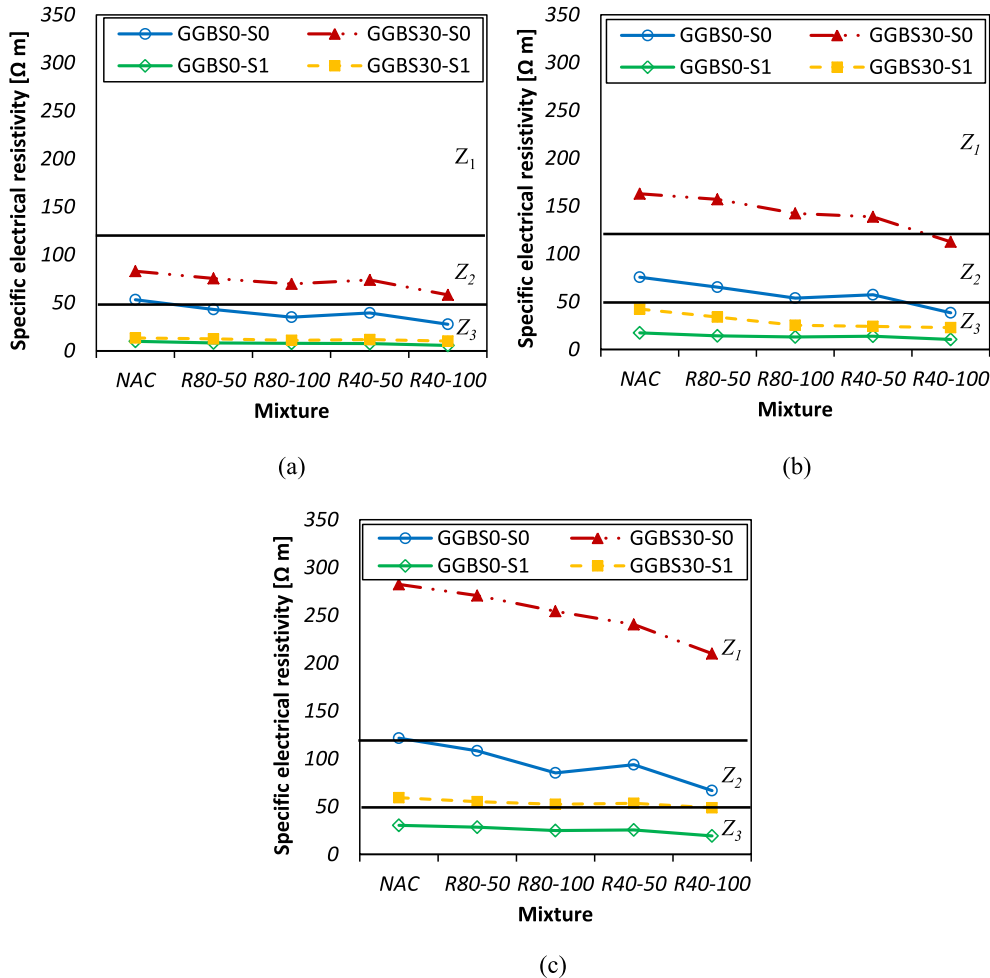 Specific electrical resistivity [Ω m]
350
300
250
200
150
100
50
0
GGBS0-S0
GGBS30-S0
GGBS0-S1
GGBS30-S1
Z1
Z2
Z3
NAC
R80-50
R80-100
R40-50
R40-100
Mixture
(a)
Specific electrical resistivity [Ω m]
350
300
250
200
150
100
50
0
GGBS0-S0
GGBS30-S0
GGBS0-S1
GGBS30-S1
Z1
Z2
Z3
NAC
R80-50
R80-100
R40-50
R40-100
Mixture
(b)
Specific electrical resistivity [Ω m]
350
300
250
200
150
100
50
0
GGBS0-S0
GGBS30-S0
GGBS0-S1
GGBS30-S1
Z1
Z2
Z3
NAC
R80-50
R80-100
R40-50
R40-100
Mixture
(c)